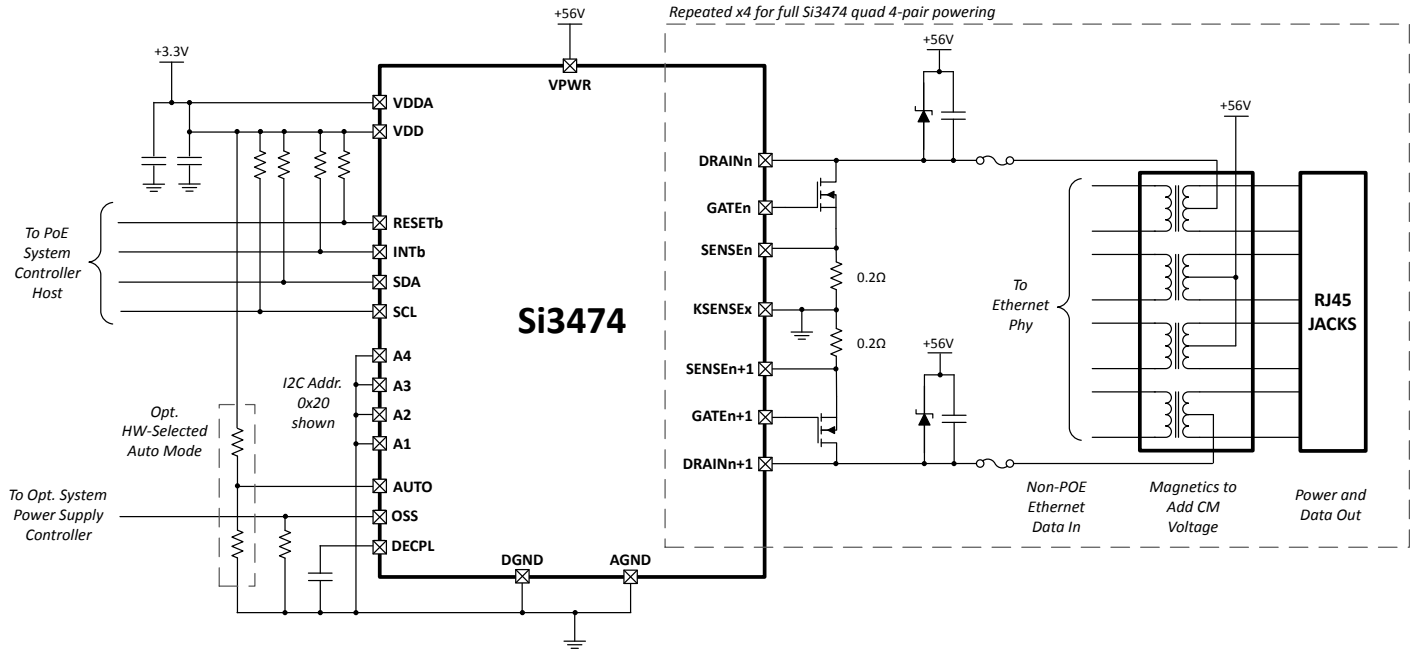 Repeated x4 for full Si3474 quad 4-pair powering
+56V
+3.3V
+56V
+56V
VPWR
VDDA
VDD
RESETb
INTb
SDA
SCL
A4
A3
A2
A1
AUTO
OSS
DECPL
DGND
AGND
Si3474
DRAINn
GATEn
SENSEn
KSENSEx
SENSEn+1
GATEn+1
DRAINn+1
0.2Ω
0.2Ω
+56V
To PoE
System
Controller
Host
I2C Addr.
0x20
shown
Opt.
HW-Selected
Auto Mode
To Opt. System
Power Supply
Controller
To
Ethernet
Phy
RJ45
JACKS
Non-POE
Ethernet
Data In
Magnetics to
Add CM
Voltage
Power and
Data Out